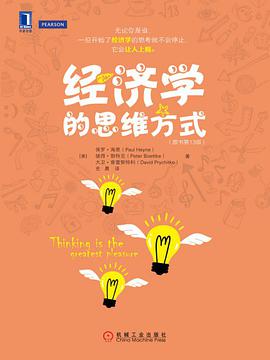 PEARSON
无论你是谁，
一旦开始了经济学的思考就不会停止，
它会让人上瘾。
经济学
的思维方式
（原书第13版）
[美]
保罗·海恩（Paul Heyne）
彼得·勃特克（Peter Boettke）
大卫·普雷契特科（David Prychitko）
史晨 译
Thinking is the
greatest pleasure
机械工业出版社
China Machine Press